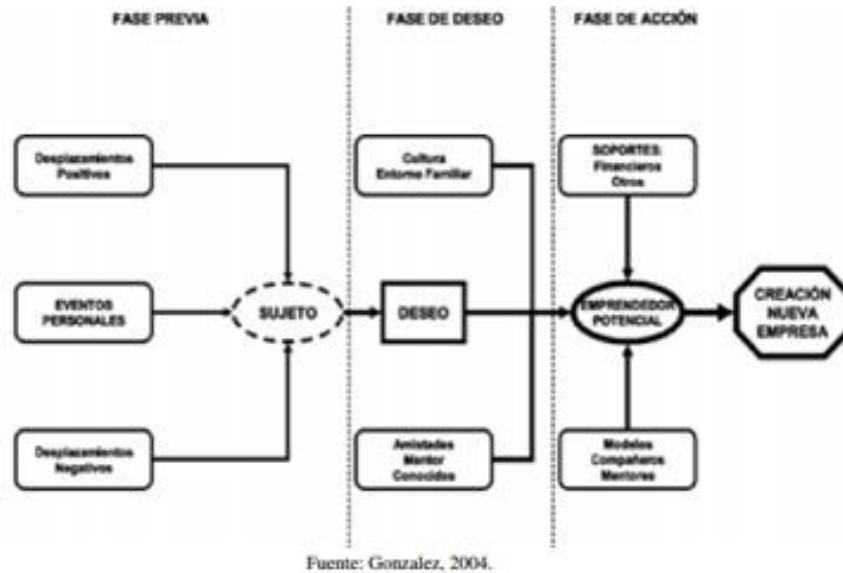 FASE PREVIA
FASE DE DESEO
FASE DE ACCIÓN
Desplazamientos
Positivos
Cultura
Entorno Familiar
SOPORTES:
Financieros
Otros
EVENTOS
PERSONALES
SUJETO
DESEO
EMPRENDEDOR
POTENCIAL
CREACIÓN
NUEVA
EMPRESA
Desplazamientos
Negativos
Amistades
Mentor
Conocidos
Modelos
Compañeros
Mentores
Fuente: Gonzalez, 2004.